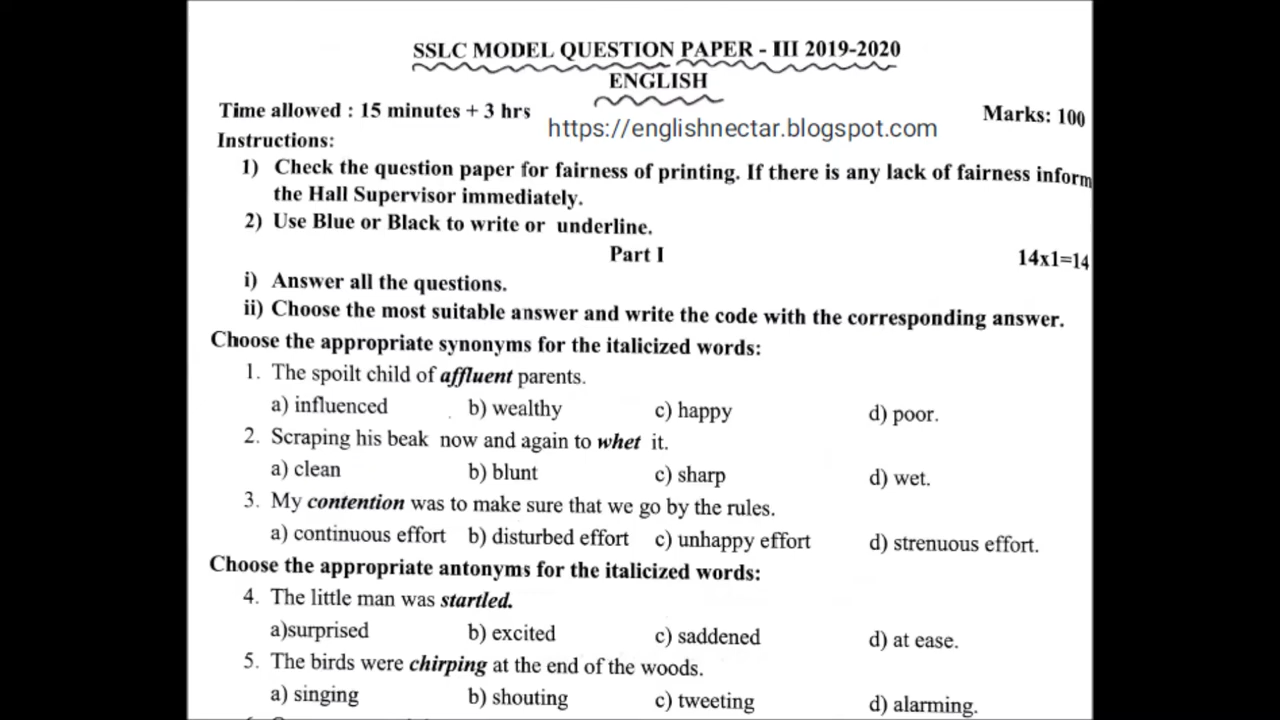 SSLC MODEL QUESTION PAPER - III 2019-2020
ENGLISH
Time allowed : 15 minutes + 3 hrs Marks: 100
https://englishnectar.blogspot.com
Instructions:
1) Check the question paper for fairness of printing. If there is any lack of fairness inform
the Hall Supervisor immediately.
2) Use Blue or Black to write or underline.
Part I 14x1=14
i) Answer all the questions.
ii) Choose the most suitable answer and write the code with the corresponding answer.
Choose the appropriate synonyms for the italicized words:
1. The spoilt child of affluent parents.
a) influenced b) wealthy c) happy d) poor.
2. Scraping his beak now and again to whet it.
a) clean b) blunt c) sharp d) wet.
3. My contention was to make sure that we go by the rules.
a) continuous effort b) disturbed effort c) unhappy effort d) strenuous effort.
Choose the appropriate antonyms for the italicized words:
4. The little man was startled.
a)surprised b) excited c) saddened d) at ease.
5. The birds were chirping at the end of the woods.
a) singing b) shouting c) tweeting d) alarming.